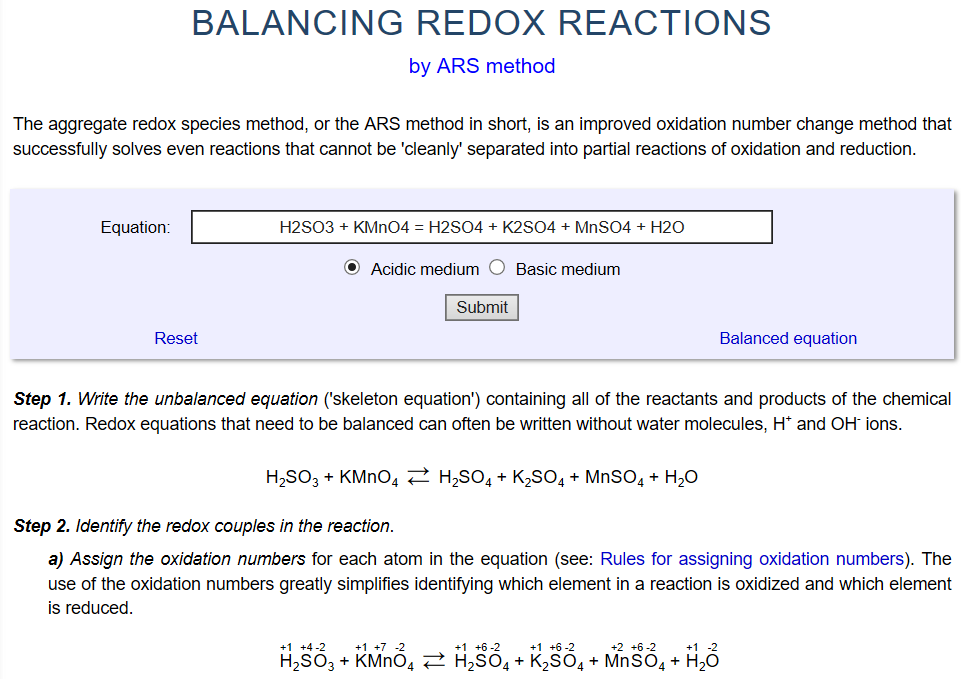 BALANCING REDOX REACTIONS
by ARS method
The aggregate redox species method, or the ARS method in short, is an improved oxidation number change method that
successfully solves even reactions that cannot be 'cleanly' separated into partial reactions of oxidation and reduction.
Equation: H2SO3 + KMnO4 = H2SO4 + K2SO4 + MnSO4 + H2O
Acidic medium Basic medium
Submit
Reset Balanced equation
Step 1. Write the unbalanced equation ('skeleton equation') containing all of the reactants and products of the chemical
reaction. Redox equations that need to be balanced can often be written without water molecules, H⁺ and OH⁻ ions.
H₂SO₃ + KMnO₄ ⇄ H₂SO₄ + K₂SO₄ + MnSO₄ + H₂O
Step 2. Identify the redox couples in the reaction.
a) Assign the oxidation numbers for each atom in the equation (see: Rules for assigning oxidation numbers). The
use of the oxidation numbers greatly simplifies identifying which element in a reaction is oxidized and which element
is reduced.
+1 +4 -2 +1 +7 -2 +1 +6 -2 +1 +6 -2 +2 +6 -2 +1 -2
H₂SO₃ + KMnO₄ ⇄ H₂SO₄ + K₂SO₄ + MnSO₄ + H₂O